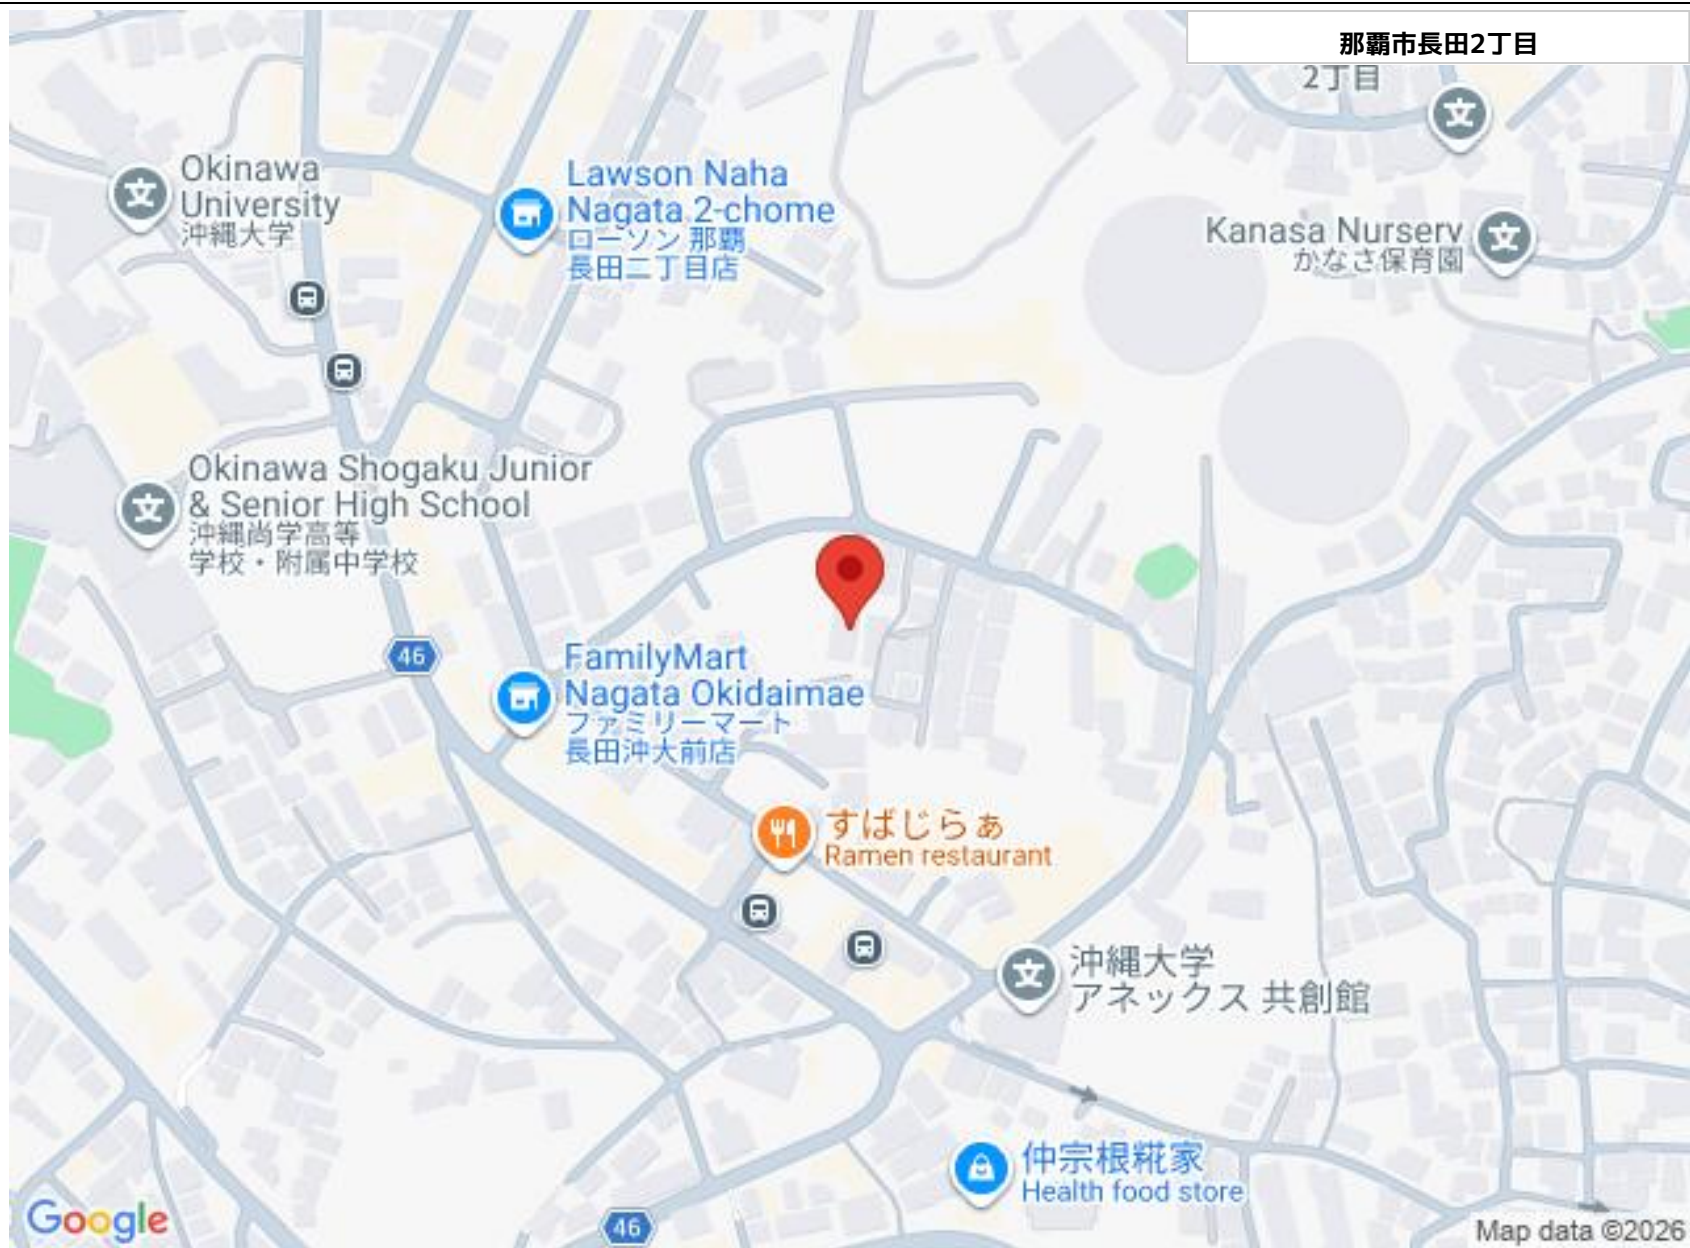 那覇市長田2丁目
2丁目
Okinawa
University
沖縄大学
Lawson Naha
Nagata 2-chome
ローソン 那覇
長田二丁目店
Kanasa Nursery
かなさ保育園
Okinawa Shogaku Junior
& Senior High School
沖縄尚学高等
学校・附属中学校
46
FamilyMart
Nagata Okidaimae
ファミリーマート
長田沖大前店
すばじらぁ
Ramen restaurant
沖縄大学
アネックス 共創館
仲宗根糀家
Health food store
46
Google
Map data ©2026
文
文
文
文
文